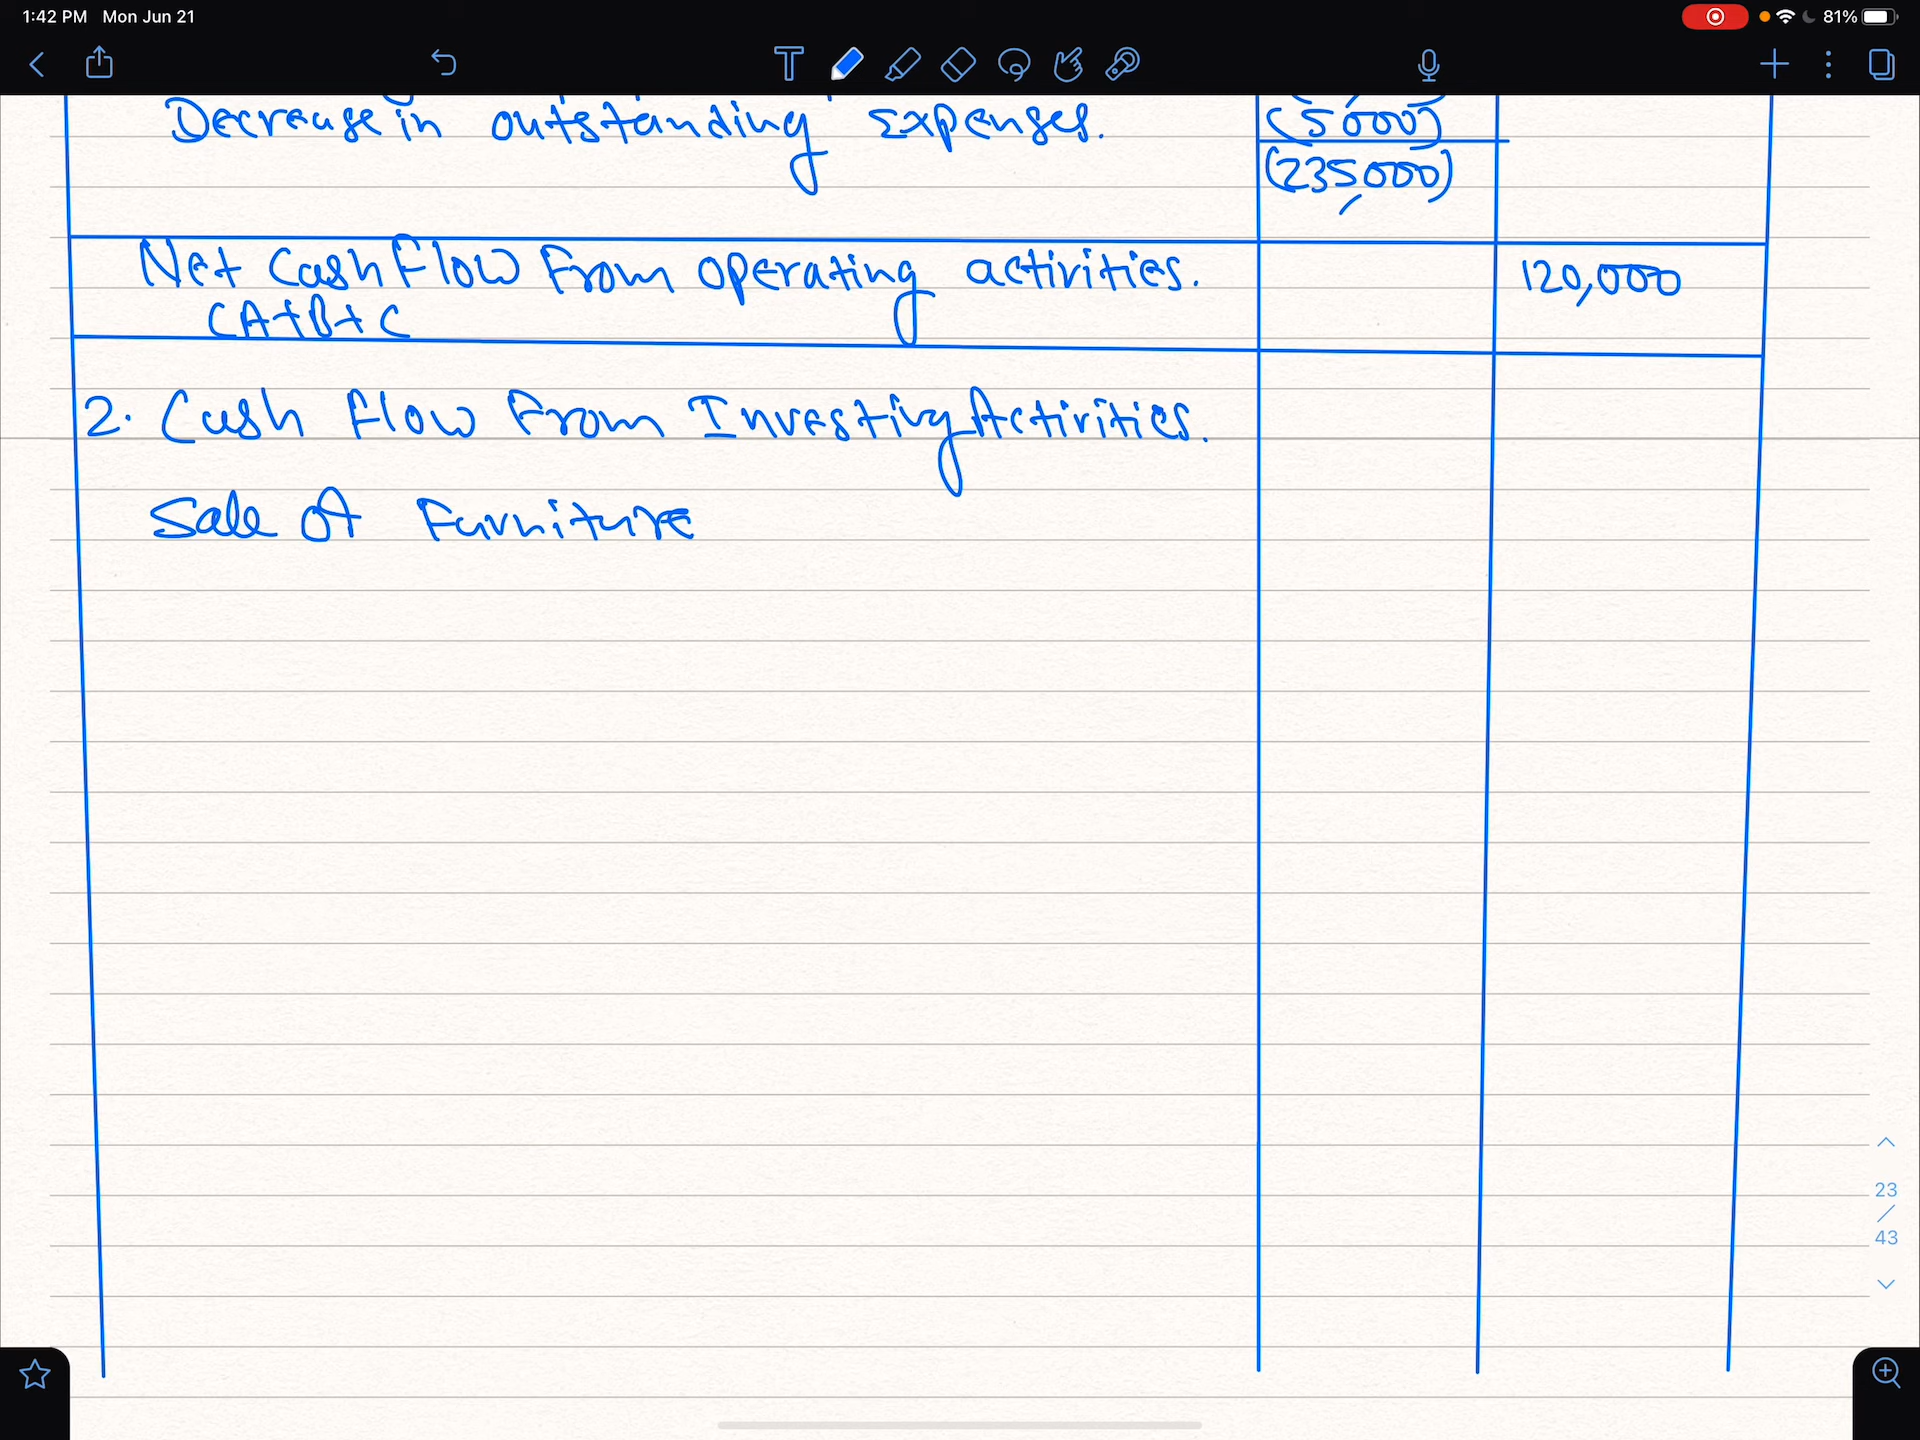 1:42 PM Mon Jun 21
81%
Decrease in outstanding Expenses. (5000)
(235,000)
Net Cash Flow From Operating activities. 120,000
(A+B+C
2. Cash Flow From Investing Activities.
Sale of Furniture
23
/
43